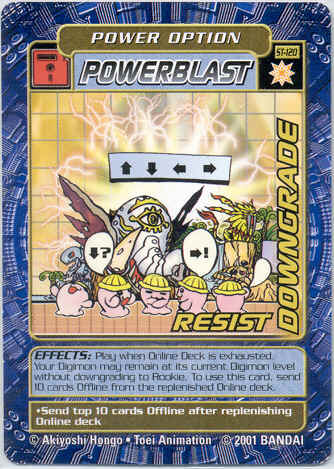 POWER OPTION
POWERBLAST
ST-120
↑ ↓ ← →
↓?
→!
RESIST
DOWNGRADE
EFFECTS: Play when Online Deck is exhausted.
Your Digimon may remain at its current Digimon level
without downgrading to Rookie. To use this card, send
10 cards Offline from the replenished Online deck.
•Send top 10 cards Offline after replenishing
Online deck
© Akiyoshi Hongo • Toei Animation © 2001 BANDAI